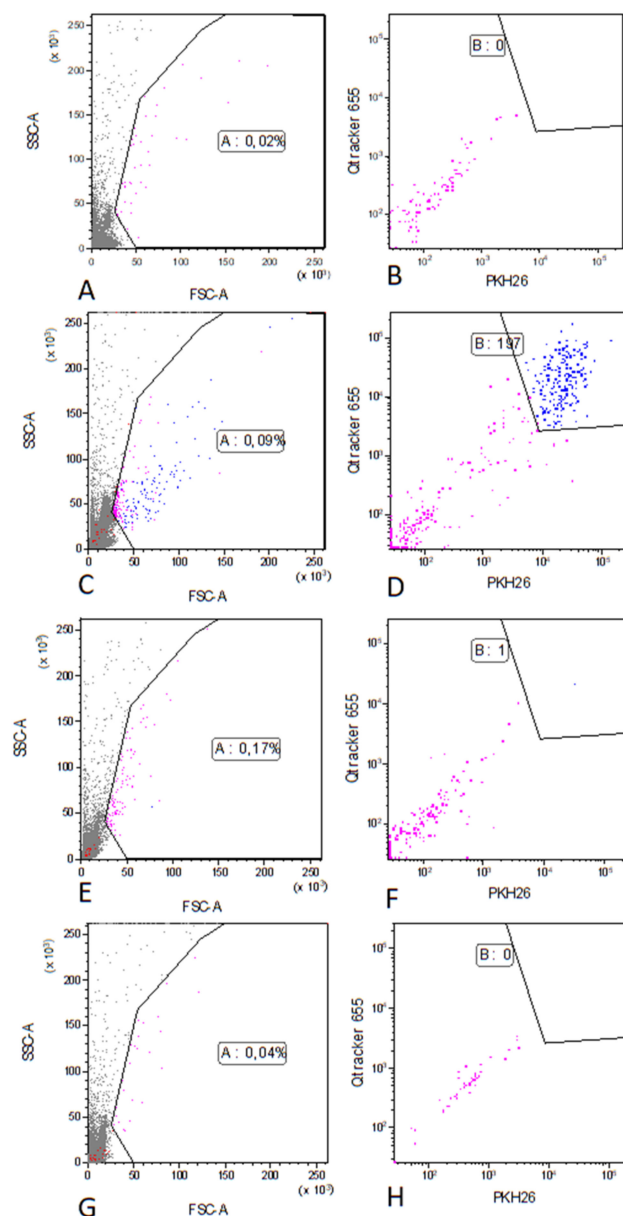 (x 10³)
SSC-A
250
200
150
100
50
0
A : 0,02%
0 50 100 150 200 250
(x 10³)
FSC-A
A
Qtracker 655
10⁵
10⁴
10³
10²
B : 0
10² 10³ 10⁴ 10⁵
PKH26
B
(x 10³)
SSC-A
250
200
150
100
50
0
A : 0,09%
0 50 100 150 200 250
(x 10³)
FSC-A
C
Qtracker 655
10⁵
10⁴
10³
10²
B : 197
10² 10³ 10⁴ 10⁵
PKH26
D
(x 10³)
SSC-A
250
200
150
100
50
0
A : 0,17%
0 50 100 150 200 250
(x 10³)
FSC-A
E
Qtracker 655
10⁵
10⁴
10³
10²
B : 1
10² 10³ 10⁴ 10⁵
PKH26
F
(x 10³)
SSC-A
250
200
150
100
50
0
A : 0,04%
0 50 100 150 200 250
(x 10³)
FSC-A
G
Qtracker 655
10⁵
10⁴
10³
10²
B : 0
10² 10³ 10⁴ 10⁵
PKH26
H